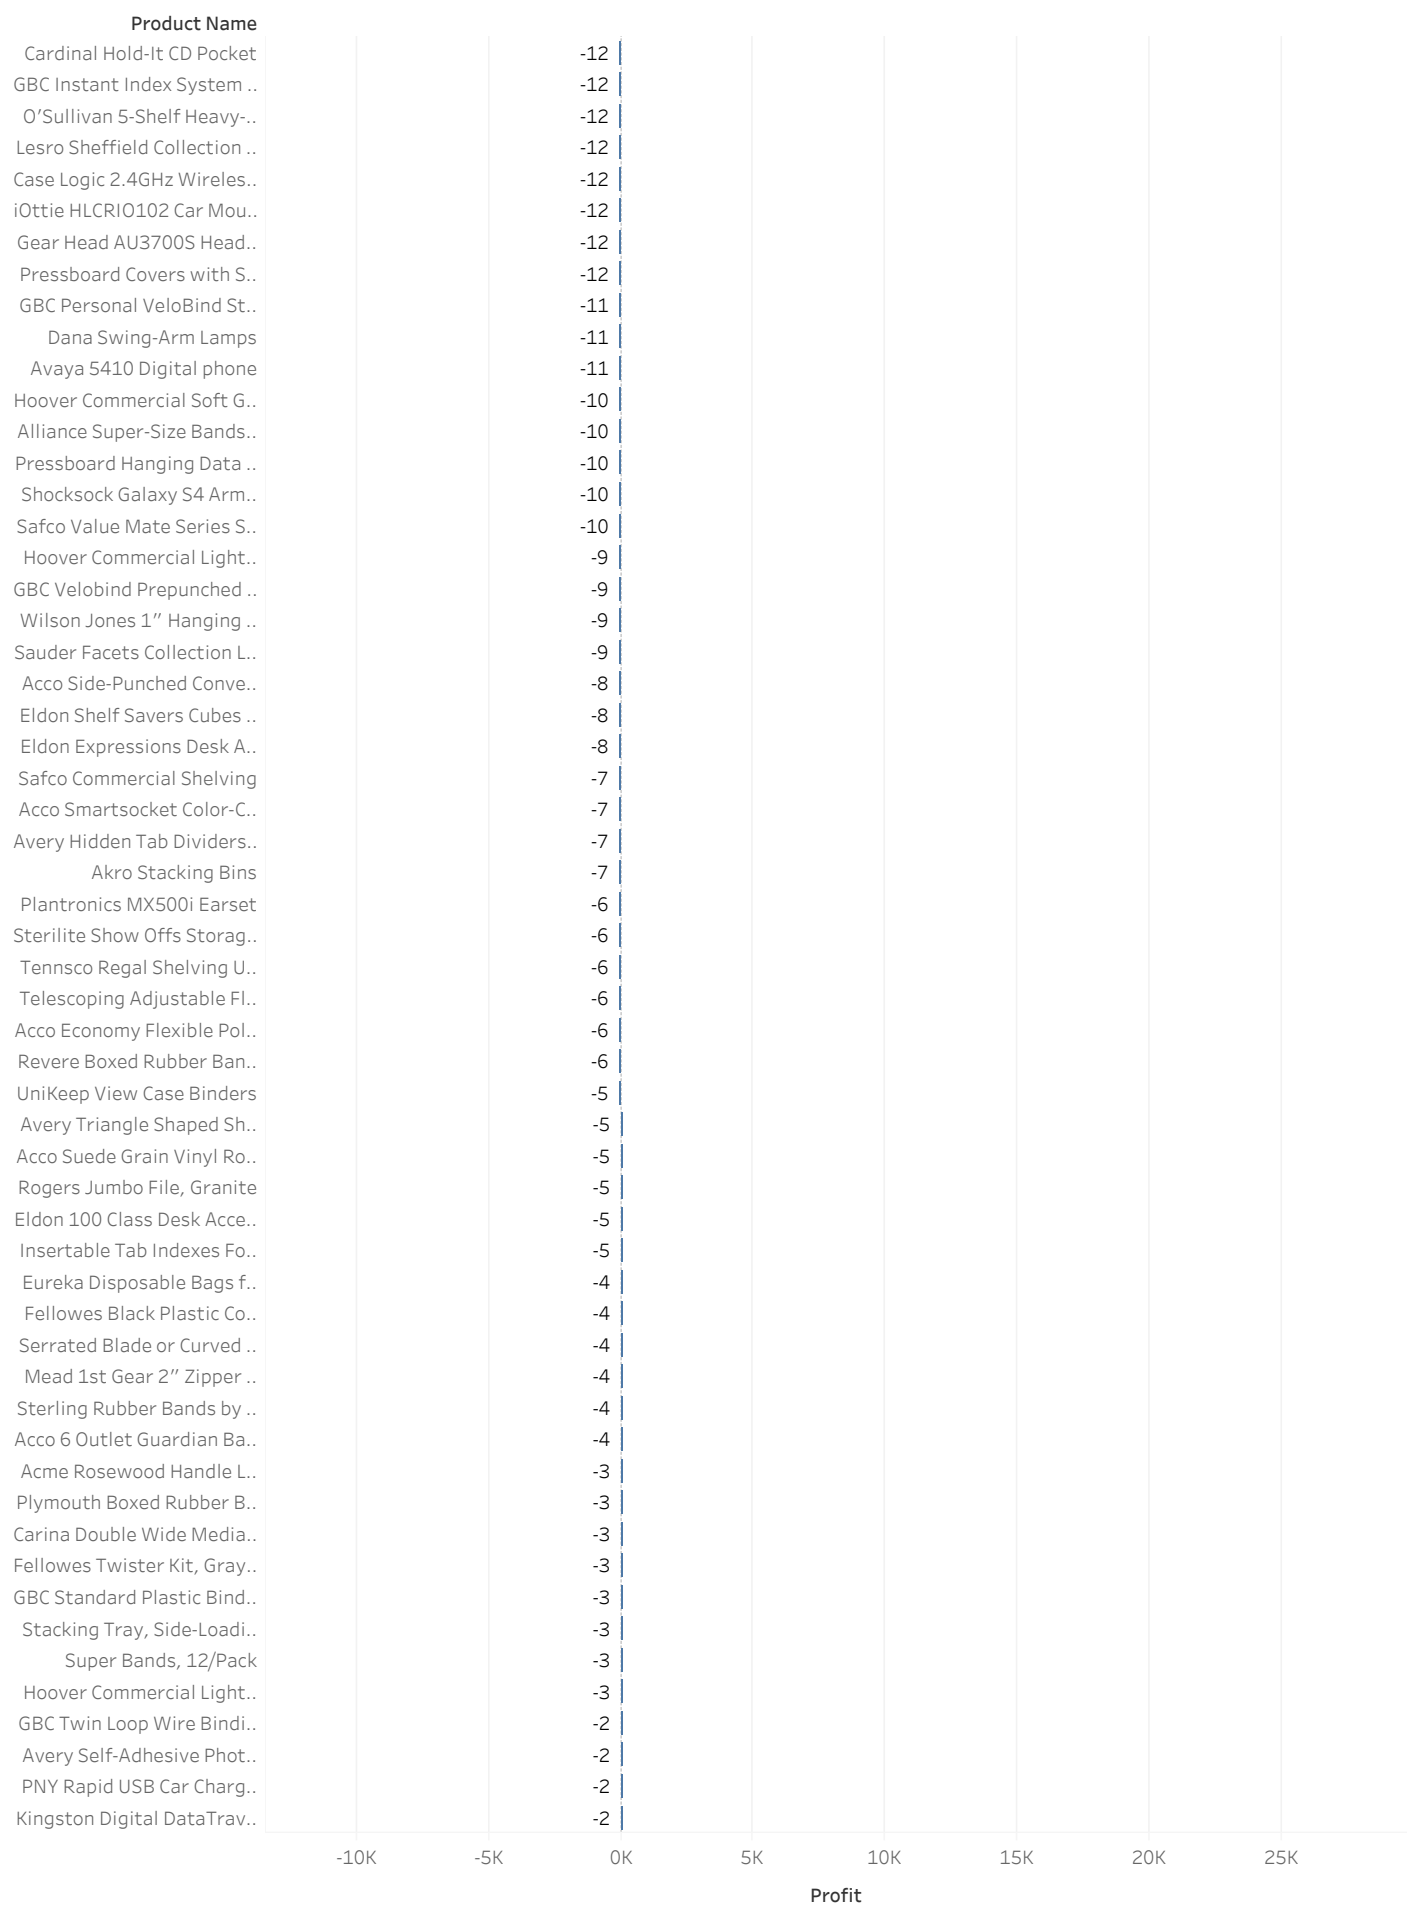 Product Name
Cardinal Hold-It CD Pocket -12
GBC Instant Index System .. -12
O'Sullivan 5-Shelf Heavy-.. -12
Lesro Sheffield Collection .. -12
Case Logic 2.4GHz Wireles.. -12
iOttie HLCRIO102 Car Mou.. -12
Gear Head AU3700S Head.. -12
Pressboard Covers with S.. -12
GBC Personal VeloBind St.. -11
Dana Swing-Arm Lamps -11
Avaya 5410 Digital phone -11
Hoover Commercial Soft G.. -10
Alliance Super-Size Bands.. -10
Pressboard Hanging Data .. -10
Shocksock Galaxy S4 Arm.. -10
Safco Value Mate Series S.. -10
Hoover Commercial Light.. -9
GBC Velobind Prepunched .. -9
Wilson Jones 1” Hanging .. -9
Sauder Facets Collection L.. -9
Acco Side-Punched Conve.. -8
Eldon Shelf Savers Cubes .. -8
Eldon Expressions Desk A.. -8
Safco Commercial Shelving -7
Acco Smartsocket Color-C.. -7
Avery Hidden Tab Dividers.. -7
Akro Stacking Bins -7
Plantronics MX500i Earset -6
Sterilite Show Offs Storag.. -6
Tennsco Regal Shelving U.. -6
Telescoping Adjustable Fl.. -6
Acco Economy Flexible Pol.. -6
Revere Boxed Rubber Ban.. -6
UniKeep View Case Binders -5
Avery Triangle Shaped Sh.. -5
Acco Suede Grain Vinyl Ro.. -5
Rogers Jumbo File, Granite -5
Eldon 100 Class Desk Acce.. -5
Insertable Tab Indexes Fo.. -5
Eureka Disposable Bags f.. -4
Fellowes Black Plastic Co.. -4
Serrated Blade or Curved .. -4
Mead 1st Gear 2” Zipper .. -4
Sterling Rubber Bands by .. -4
Acco 6 Outlet Guardian Ba.. -4
Acme Rosewood Handle L.. -3
Plymouth Boxed Rubber B.. -3
Carina Double Wide Media.. -3
Fellowes Twister Kit, Gray.. -3
GBC Standard Plastic Bind.. -3
Stacking Tray, Side-Loadi.. -3
Super Bands, 12/Pack -3
Hoover Commercial Light.. -3
GBC Twin Loop Wire Bindi.. -2
Avery Self-Adhesive Phot.. -2
PNY Rapid USB Car Charg.. -2
Kingston Digital DataTrav.. -2
-10K -5K 0K 5K 10K 15K 20K 25K
Profit